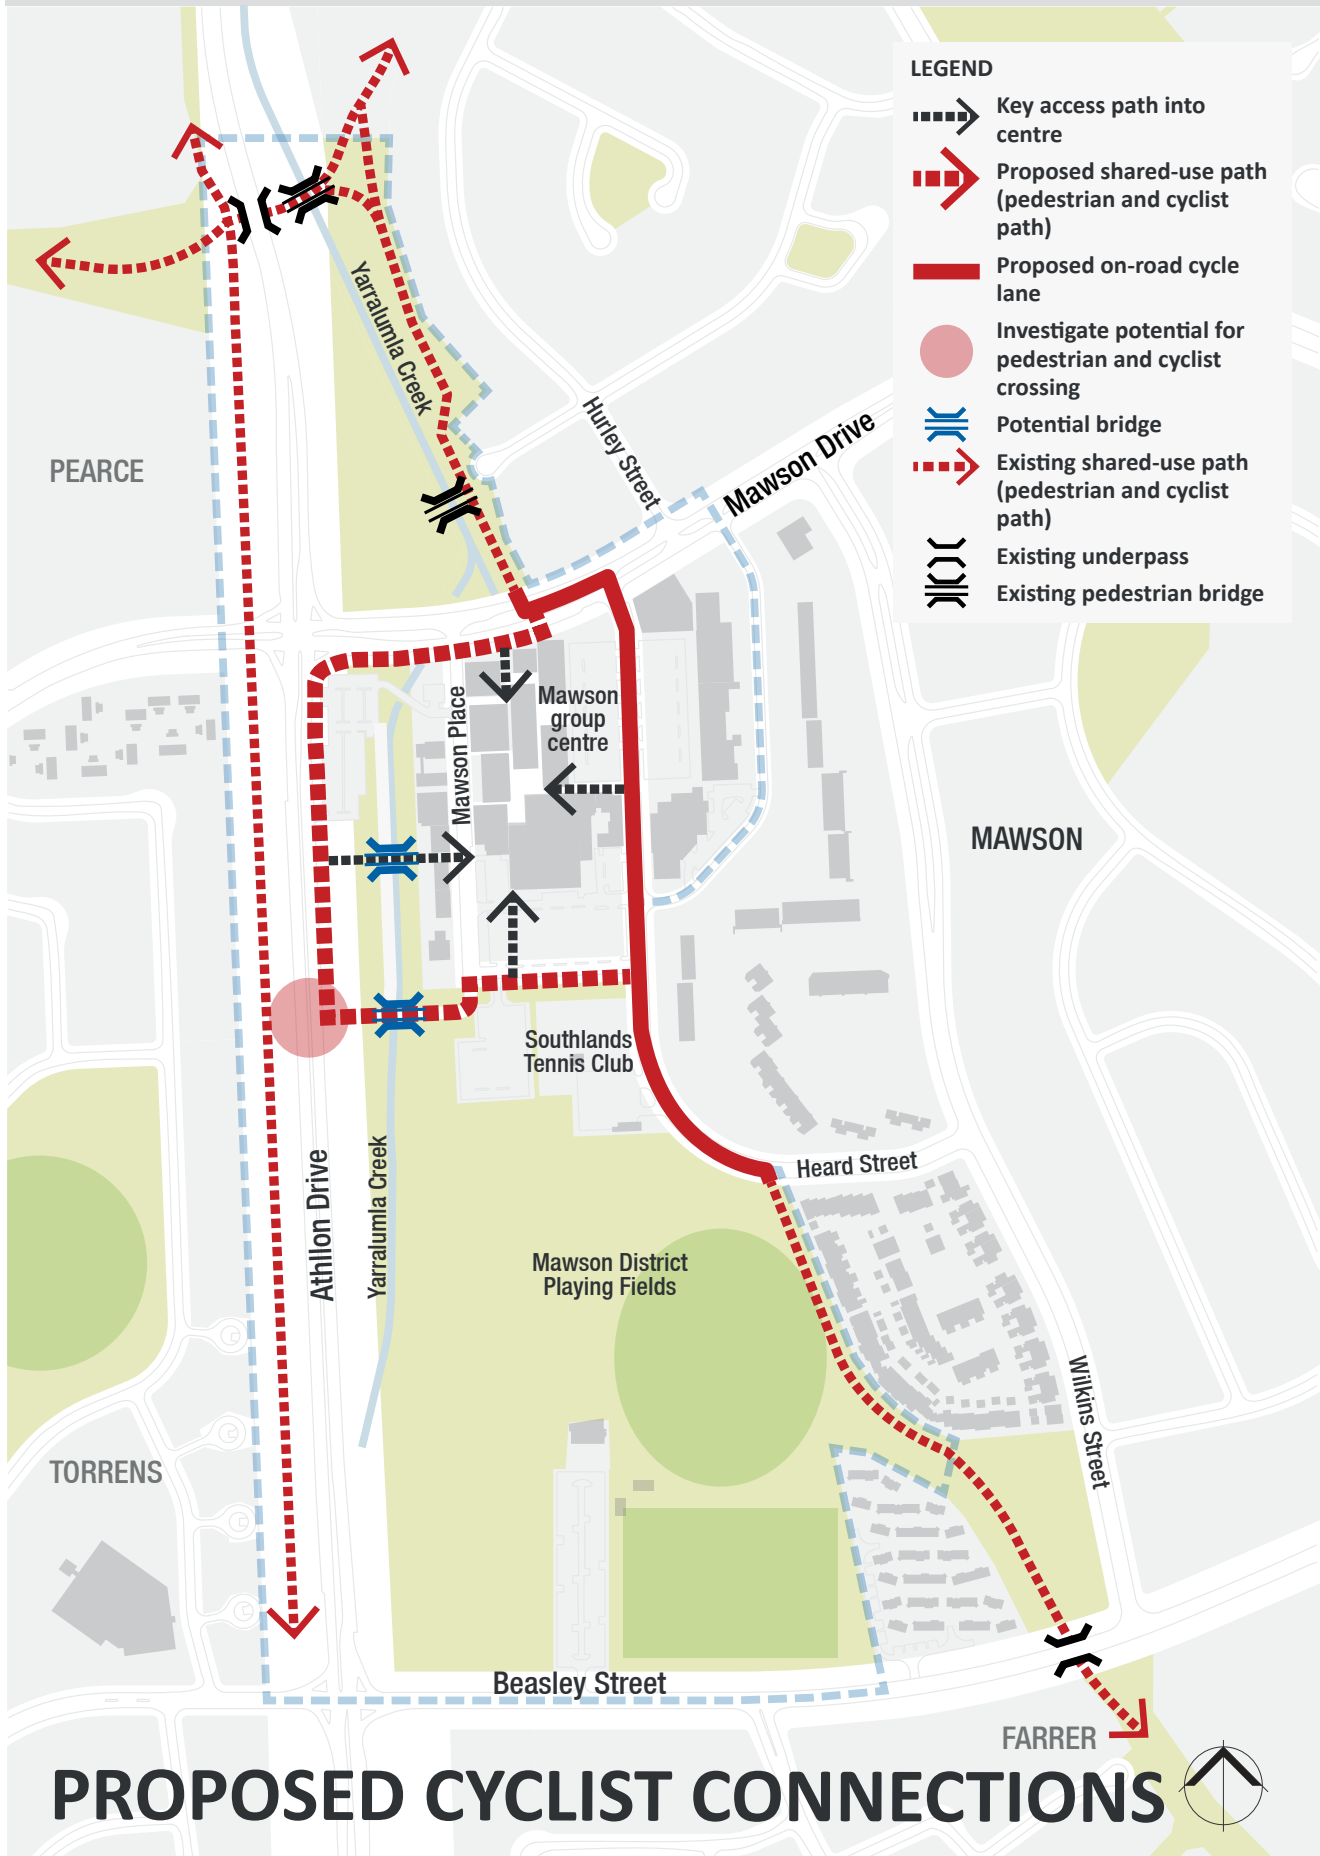 LEGEND
Key access path into
centre
Proposed shared-use path
(pedestrian and cyclist
path)
Proposed on-road cycle
lane
Investigate potential for
pedestrian and cyclist
crossing
Potential bridge
Existing shared-use path
(pedestrian and cyclist
path)
Existing underpass
Existing pedestrian bridge
Yarralumla Creek
Hurley Street
Mawson Drive
PEARCE
Mawson Place
Mawson
group
centre
MAWSON
Southlands
Tennis Club
Heard Street
Athllon Drive
Yarralumla Creek
Mawson District
Playing Fields
Wilkins Street
TORRENS
Beasley Street
FARRER
PROPOSED CYCLIST CONNECTIONS